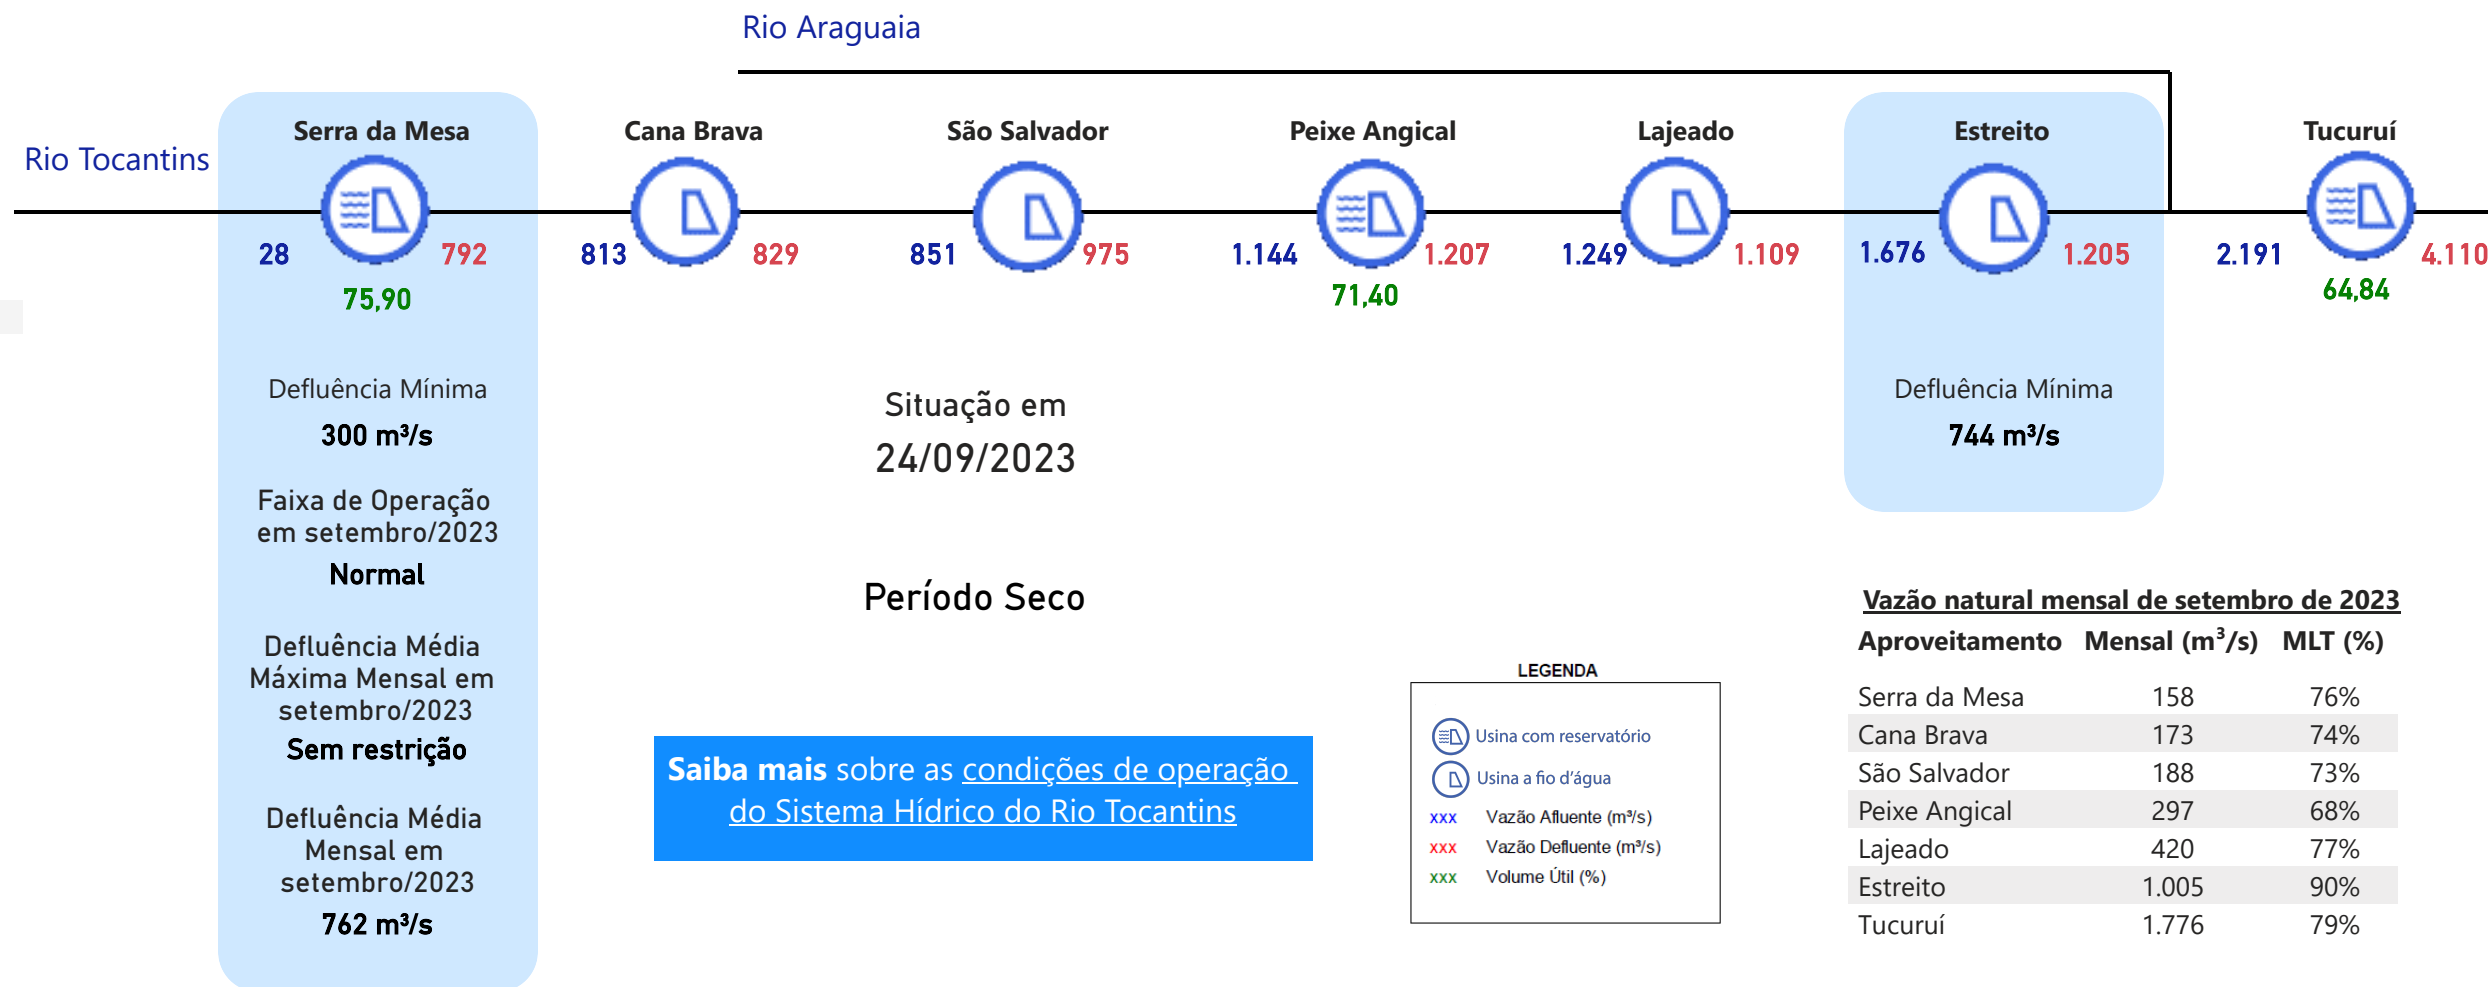 Rio Araguaia
Rio Tocantins
Serra da Mesa
Cana Brava
São Salvador
Peixe Angical
Lajeado
Estreito
Tucuruí
28 792
813 829
851 975
1.144 1.207
1.249 1.109
1.676 1.205
2.191 4.110
75,90
71,40
64,84
Defluência Mínima
300 m³/s
Faixa de Operação
em setembro/2023
Normal
Defluência Média
Máxima Mensal em
setembro/2023
Sem restrição
Defluência Média
Mensal em
setembro/2023
762 m³/s
Situação em
24/09/2023
Período Seco
Saiba mais sobre as condições de operação
do Sistema Hídrico do Rio Tocantins
Defluência Mínima
744 m³/s
LEGENDA
Usina com reservatório
Usina a fio d'água
xxx Vazão Afluente (m³/s)
xxx Vazão Defluente (m³/s)
xxx Volume Útil (%)
Vazão natural mensal de setembro de 2023
Aproveitamento Mensal (m³/s) MLT (%)
Serra da Mesa 158 76%
Cana Brava 173 74%
São Salvador 188 73%
Peixe Angical 297 68%
Lajeado 420 77%
Estreito 1.005 90%
Tucuruí 1.776 79%